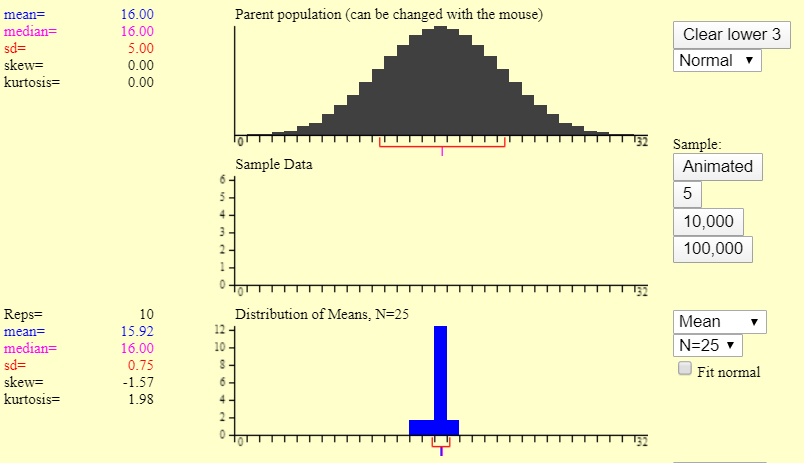 mean= 16.00
median= 16.00
sd= 5.00
skew= 0.00
kurtosis= 0.00
Parent population (can be changed with the mouse)
0 32
Clear lower 3
Normal
Sample Data
6
5
4
3
2
1
0
0 32
Sample:
Animated
5
10,000
100,000
Reps= 10
mean= 15.92
median= 16.00
sd= 0.75
skew= -1.57
kurtosis= 1.98
Distribution of Means, N=25
12
10
8
6
4
2
0
0 32
Mean
N=25
Fit normal